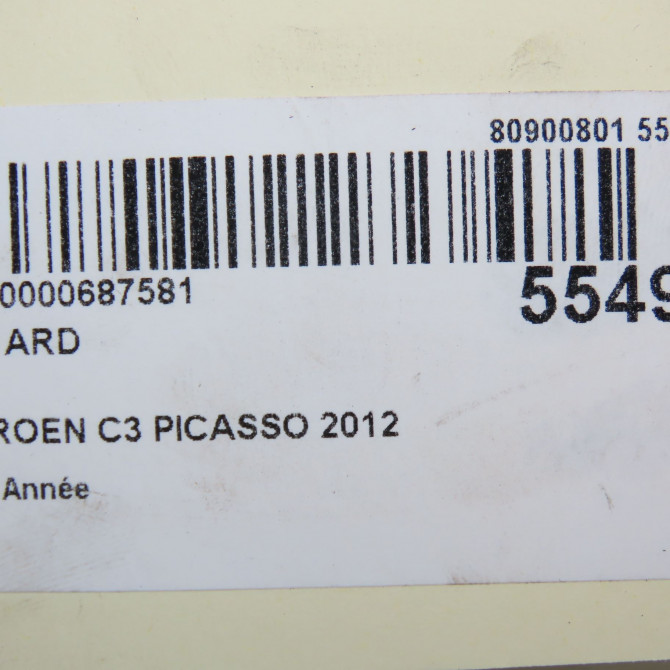 80900801 55
0000687581
5549
ARD
ROEN C3 PICASSO 2012
Année